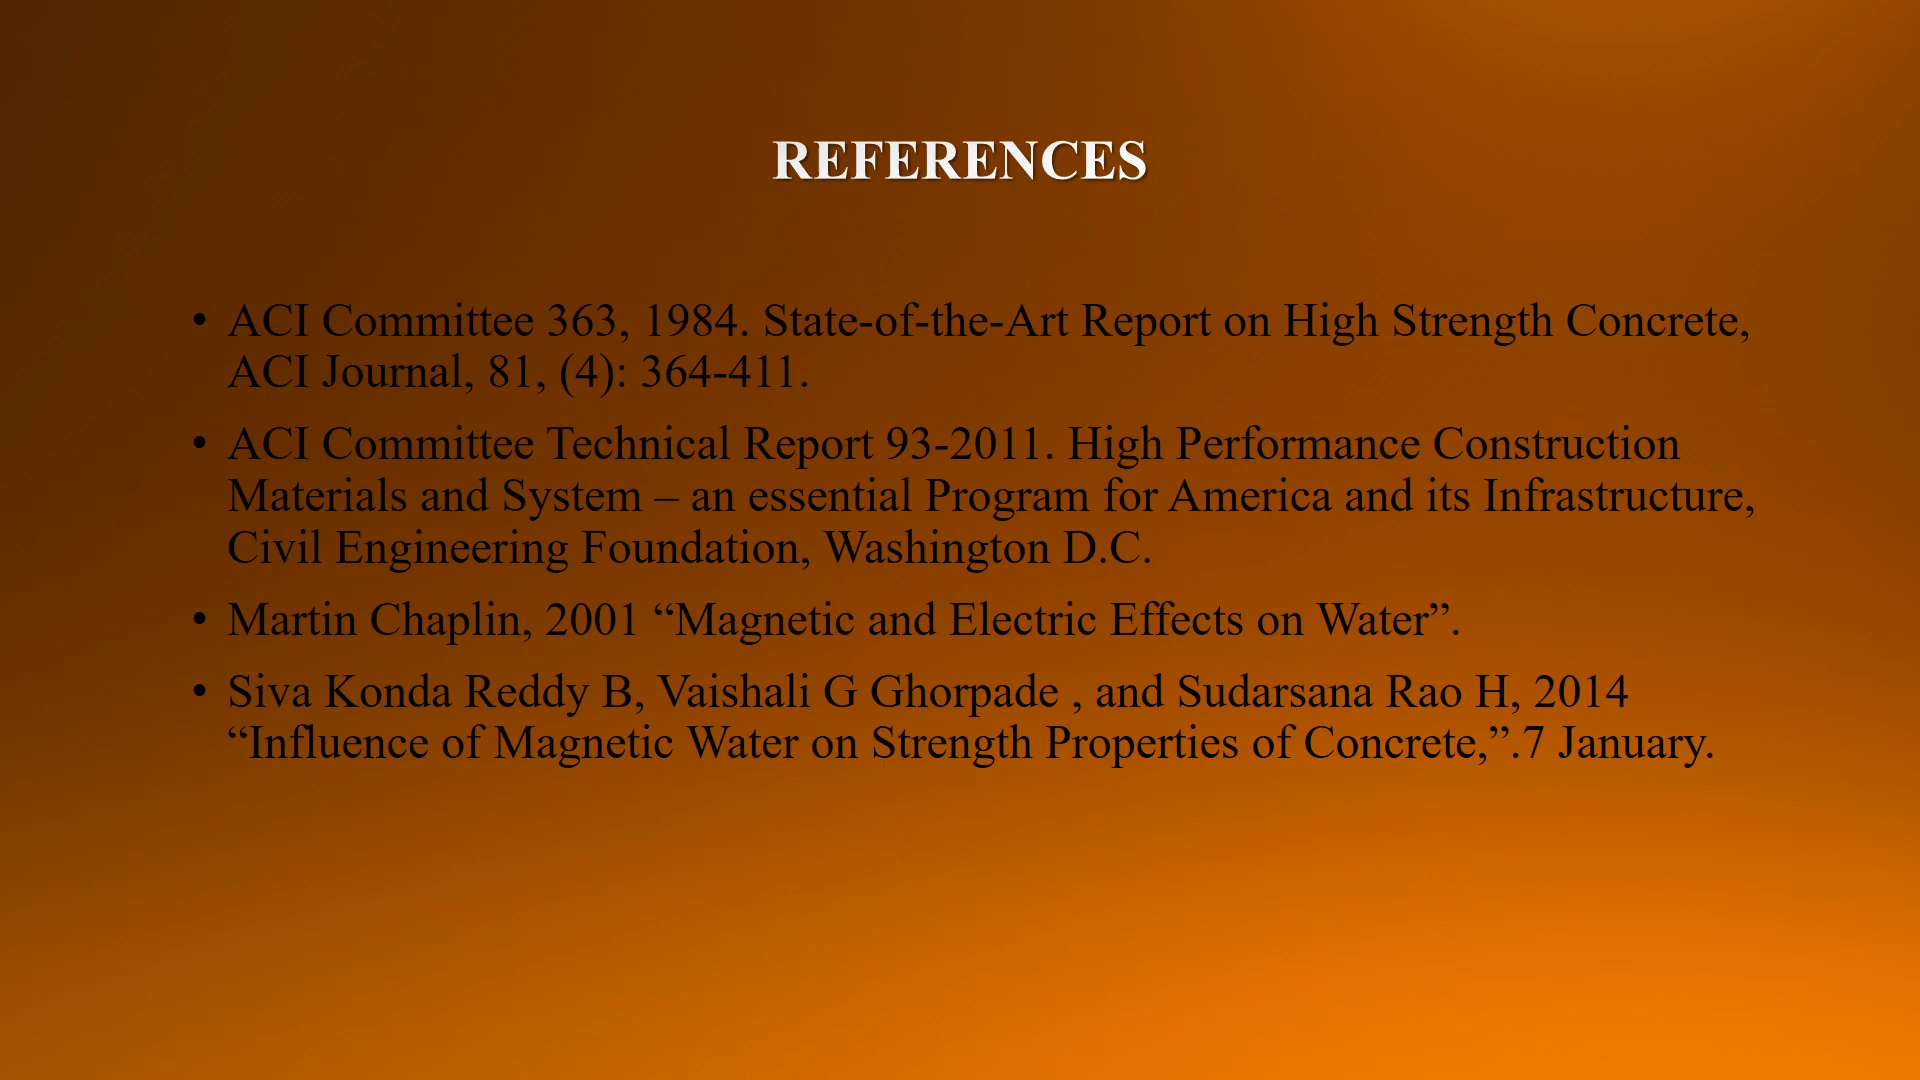 REFERENCES
• ACI Committee 363, 1984. State-of-the-Art Report on High Strength Concrete,
ACI Journal, 81, (4): 364-411.
• ACI Committee Technical Report 93-2011. High Performance Construction
Materials and System – an essential Program for America and its Infrastructure,
Civil Engineering Foundation, Washington D.C.
• Martin Chaplin, 2001 “Magnetic and Electric Effects on Water”.
• Siva Konda Reddy B, Vaishali G Ghorpade , and Sudarsana Rao H, 2014
“Influence of Magnetic Water on Strength Properties of Concrete,”.7 January.